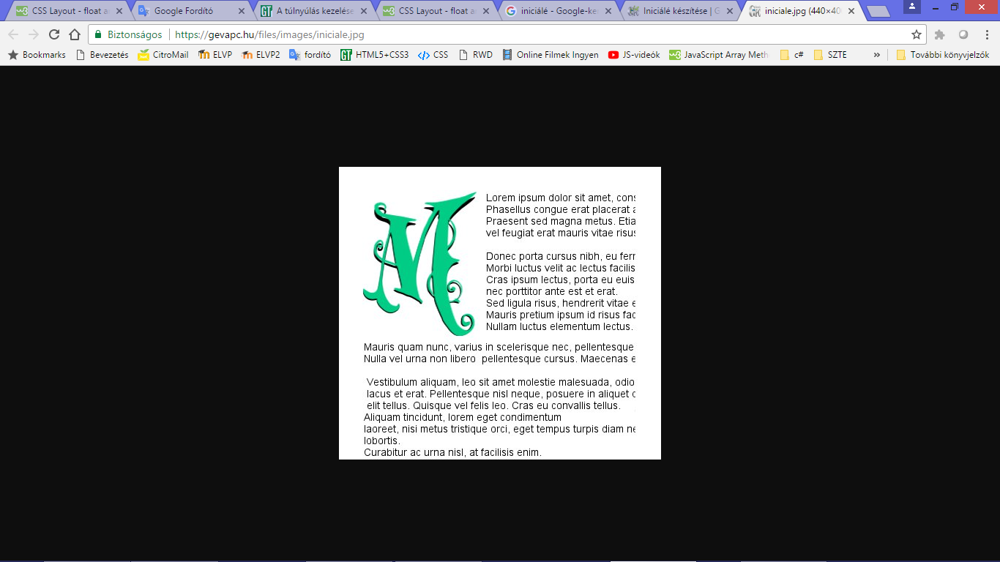 CSS Layout - float a
Google Fordító
A túlnyúlás kezelése
CSS Layout - float a
iniciálé - Google-ke
Iniciálé készítése | G
iniciale.jpg (440×40
Biztonságos
https://gevapc.hu/files/images/iniciale.jpg
Bookmarks
Bevezetés
CitroMail
ELVP
ELVP2
fordító
GT HTML5+CSS3
CSS
RWD
Online Filmek Ingyen
JS-videók
JavaScript Array Meth
c#
SZTE
»
További könyvjelzők
M
Lorem ipsum dolor sit amet, cons
Phasellus congue erat placerat a
Praesent sed magna metus. Etia
vel feugiat erat mauris vitae risus
Donec porta cursus nibh, eu ferr
Morbi luctus velit ac lectus facilis
Cras ipsum lectus, porta eu euis
nec porttitor ante est et erat.
Sed ligula risus, hendrerit vitae e
Mauris pretium ipsum id risus fac
Nullam luctus elementum lectus.
Mauris quam nunc, varius in scelerisque nec, pellentesque
Nulla vel urna non libero pellentesque cursus. Maecenas e
Vestibulum aliquam, leo sit amet molestie malesuada, odio
lacus et erat. Pellentesque nisl neque, posuere in aliquet c
elit tellus. Quisque vel felis leo. Cras eu convallis tellus.
Aliquam tincidunt, lorem eget condimentum
laoreet, nisi metus tristique orci, eget tempus turpis diam ne
lobortis.
Curabitur ac urna nisl, at facilisis enim.